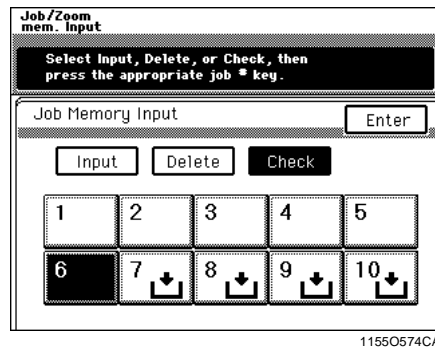 Job/Zoom
mem. Input
Select Input, Delete, or Check, then
press the appropriate job * key.
Job Memory Input
Enter
Input Delete Check
1 2 3 4 5
6 7 8 9 10
1155O574CA